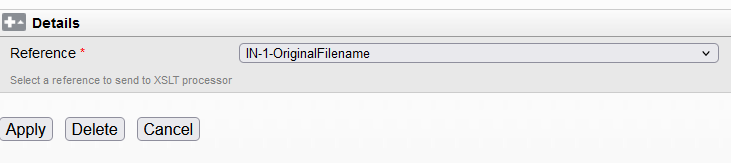 Details
Reference * IN-1-OriginalFilename
Select a reference to send to XSLT processor
Apply Delete Cancel